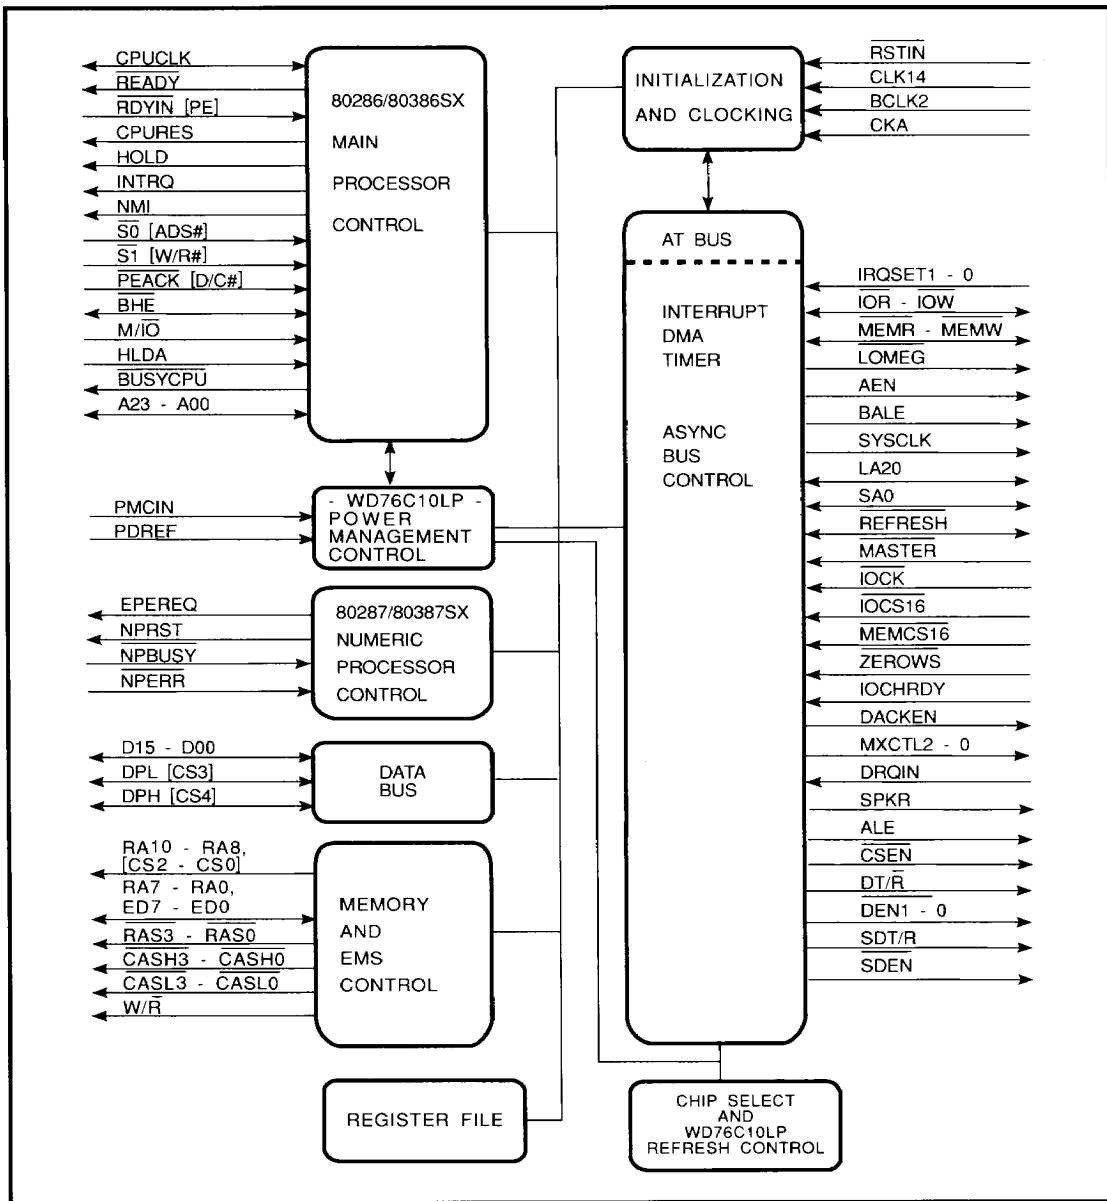 CPUCLK
READY
RDYIN [PE]
CPURES
HOLD
INTRQ
NMI
S0 [ADS#]
S1 [W/R#]
PEACK [D/C#]
BHE
M/IO
HLDA
BUSYCPU
A23 - A00
80286/80386SX
MAIN
PROCESSOR
CONTROL
PMCIN
PDREF
- WD76C10LP -
POWER
MANAGEMENT
CONTROL
EPEREQ
NPRST
NPBUSY
NPERR
80287/80387SX
NUMERIC
PROCESSOR
CONTROL
D15 - D00
DPL [CS3]
DPH [CS4]
DATA
BUS
RA10 - RA8,
[CS2 - CS0]
RA7 - RA0,
ED7 - ED0
RAS3 - RAS0
CASH3 - CASH0
CASL3 - CASL0
W/R
MEMORY
AND
EMS
CONTROL
REGISTER FILE
INITIALIZATION
AND CLOCKING
RSTIN
CLK14
BCLK2
CKA
AT BUS
INTERRUPT
DMA
TIMER
ASYNC
BUS
CONTROL
IRQSET1 - 0
IOR - IOW
MEMR - MEMW
LOMEG
AEN
BALE
SYSCLK
LA20
SA0
REFRESH
MASTER
IOCK
IOCS16
MEMCS16
ZEROWS
IOCHRDY
DACKEN
MXCTL2 - 0
DRQIN
SPKR
ALE
CSEN
DT/R
DEN1 - 0
SDT/R
SDEN
CHIP SELECT
AND
WD76C10LP
REFRESH CONTROL